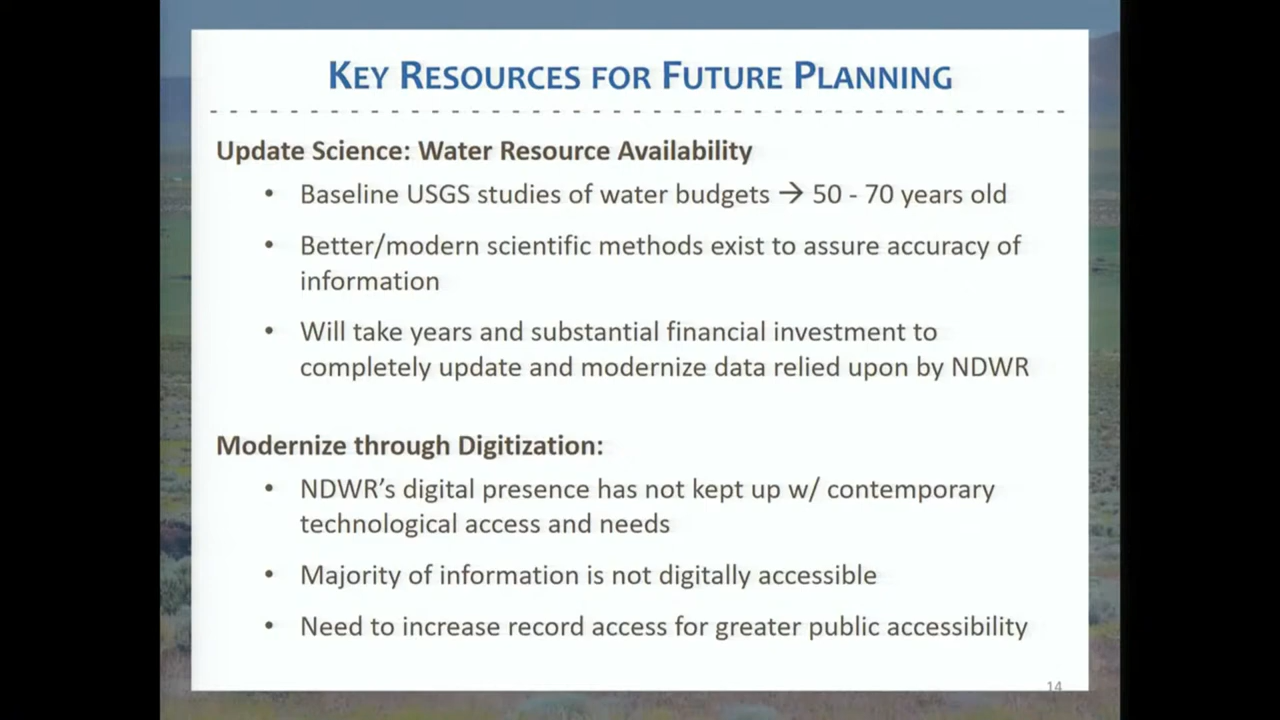 KEY RESOURCES FOR FUTURE PLANNING
Update Science: Water Resource Availability
• Baseline USGS studies of water budgets → 50 - 70 years old
• Better/modern scientific methods exist to assure accuracy of
information
• Will take years and substantial financial investment to
completely update and modernize data relied upon by NDWR
Modernize through Digitization:
• NDWR’s digital presence has not kept up w/ contemporary
technological access and needs
• Majority of information is not digitally accessible
• Need to increase record access for greater public accessibility
14